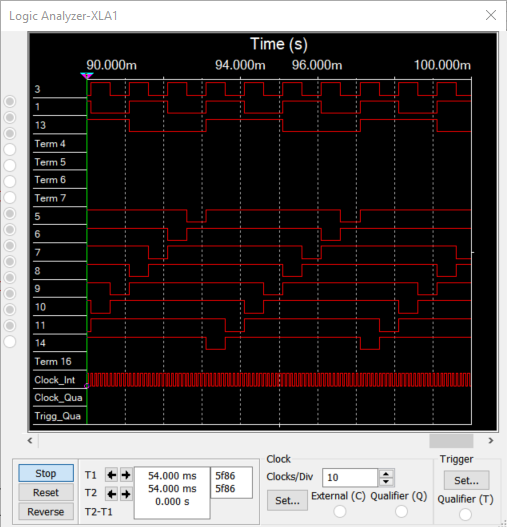 Logic Analyzer-XLA1
Time (s)
90.000m 94.000m 96.000m 100.000m
3
1
13
Term 4
Term 5
Term 6
Term 7
5
6
7
8
9
10
11
14
Term 16
Clock_Int
Clock_Qua
Trigg_Qua
Stop
Reset
Reverse
T1
T2
T2-T1
54.000 ms
54.000 ms
0.000 s
5f86
5f86
Clock
Clocks/Div 10
Set...
External (C) Qualifier (Q)
Trigger
Set...
Qualifier (T)